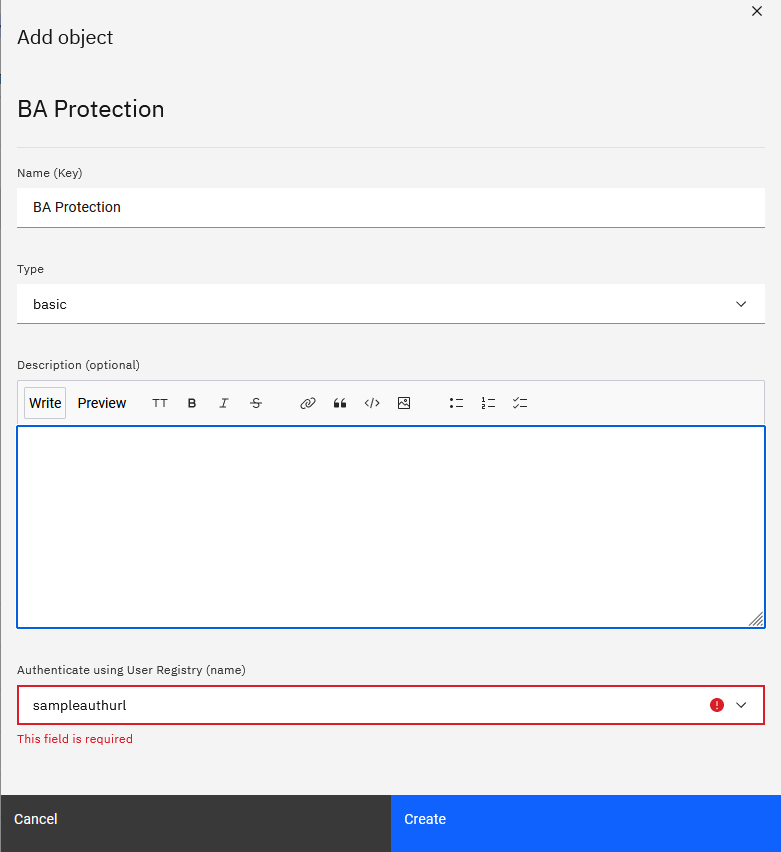 Add object
BA Protection
Name (Key)
BA Protection
Type
basic
Description (optional)
Write Preview TT B I S
Authenticate using User Registry (name)
sampleauthurl
This field is required
Cancel Create